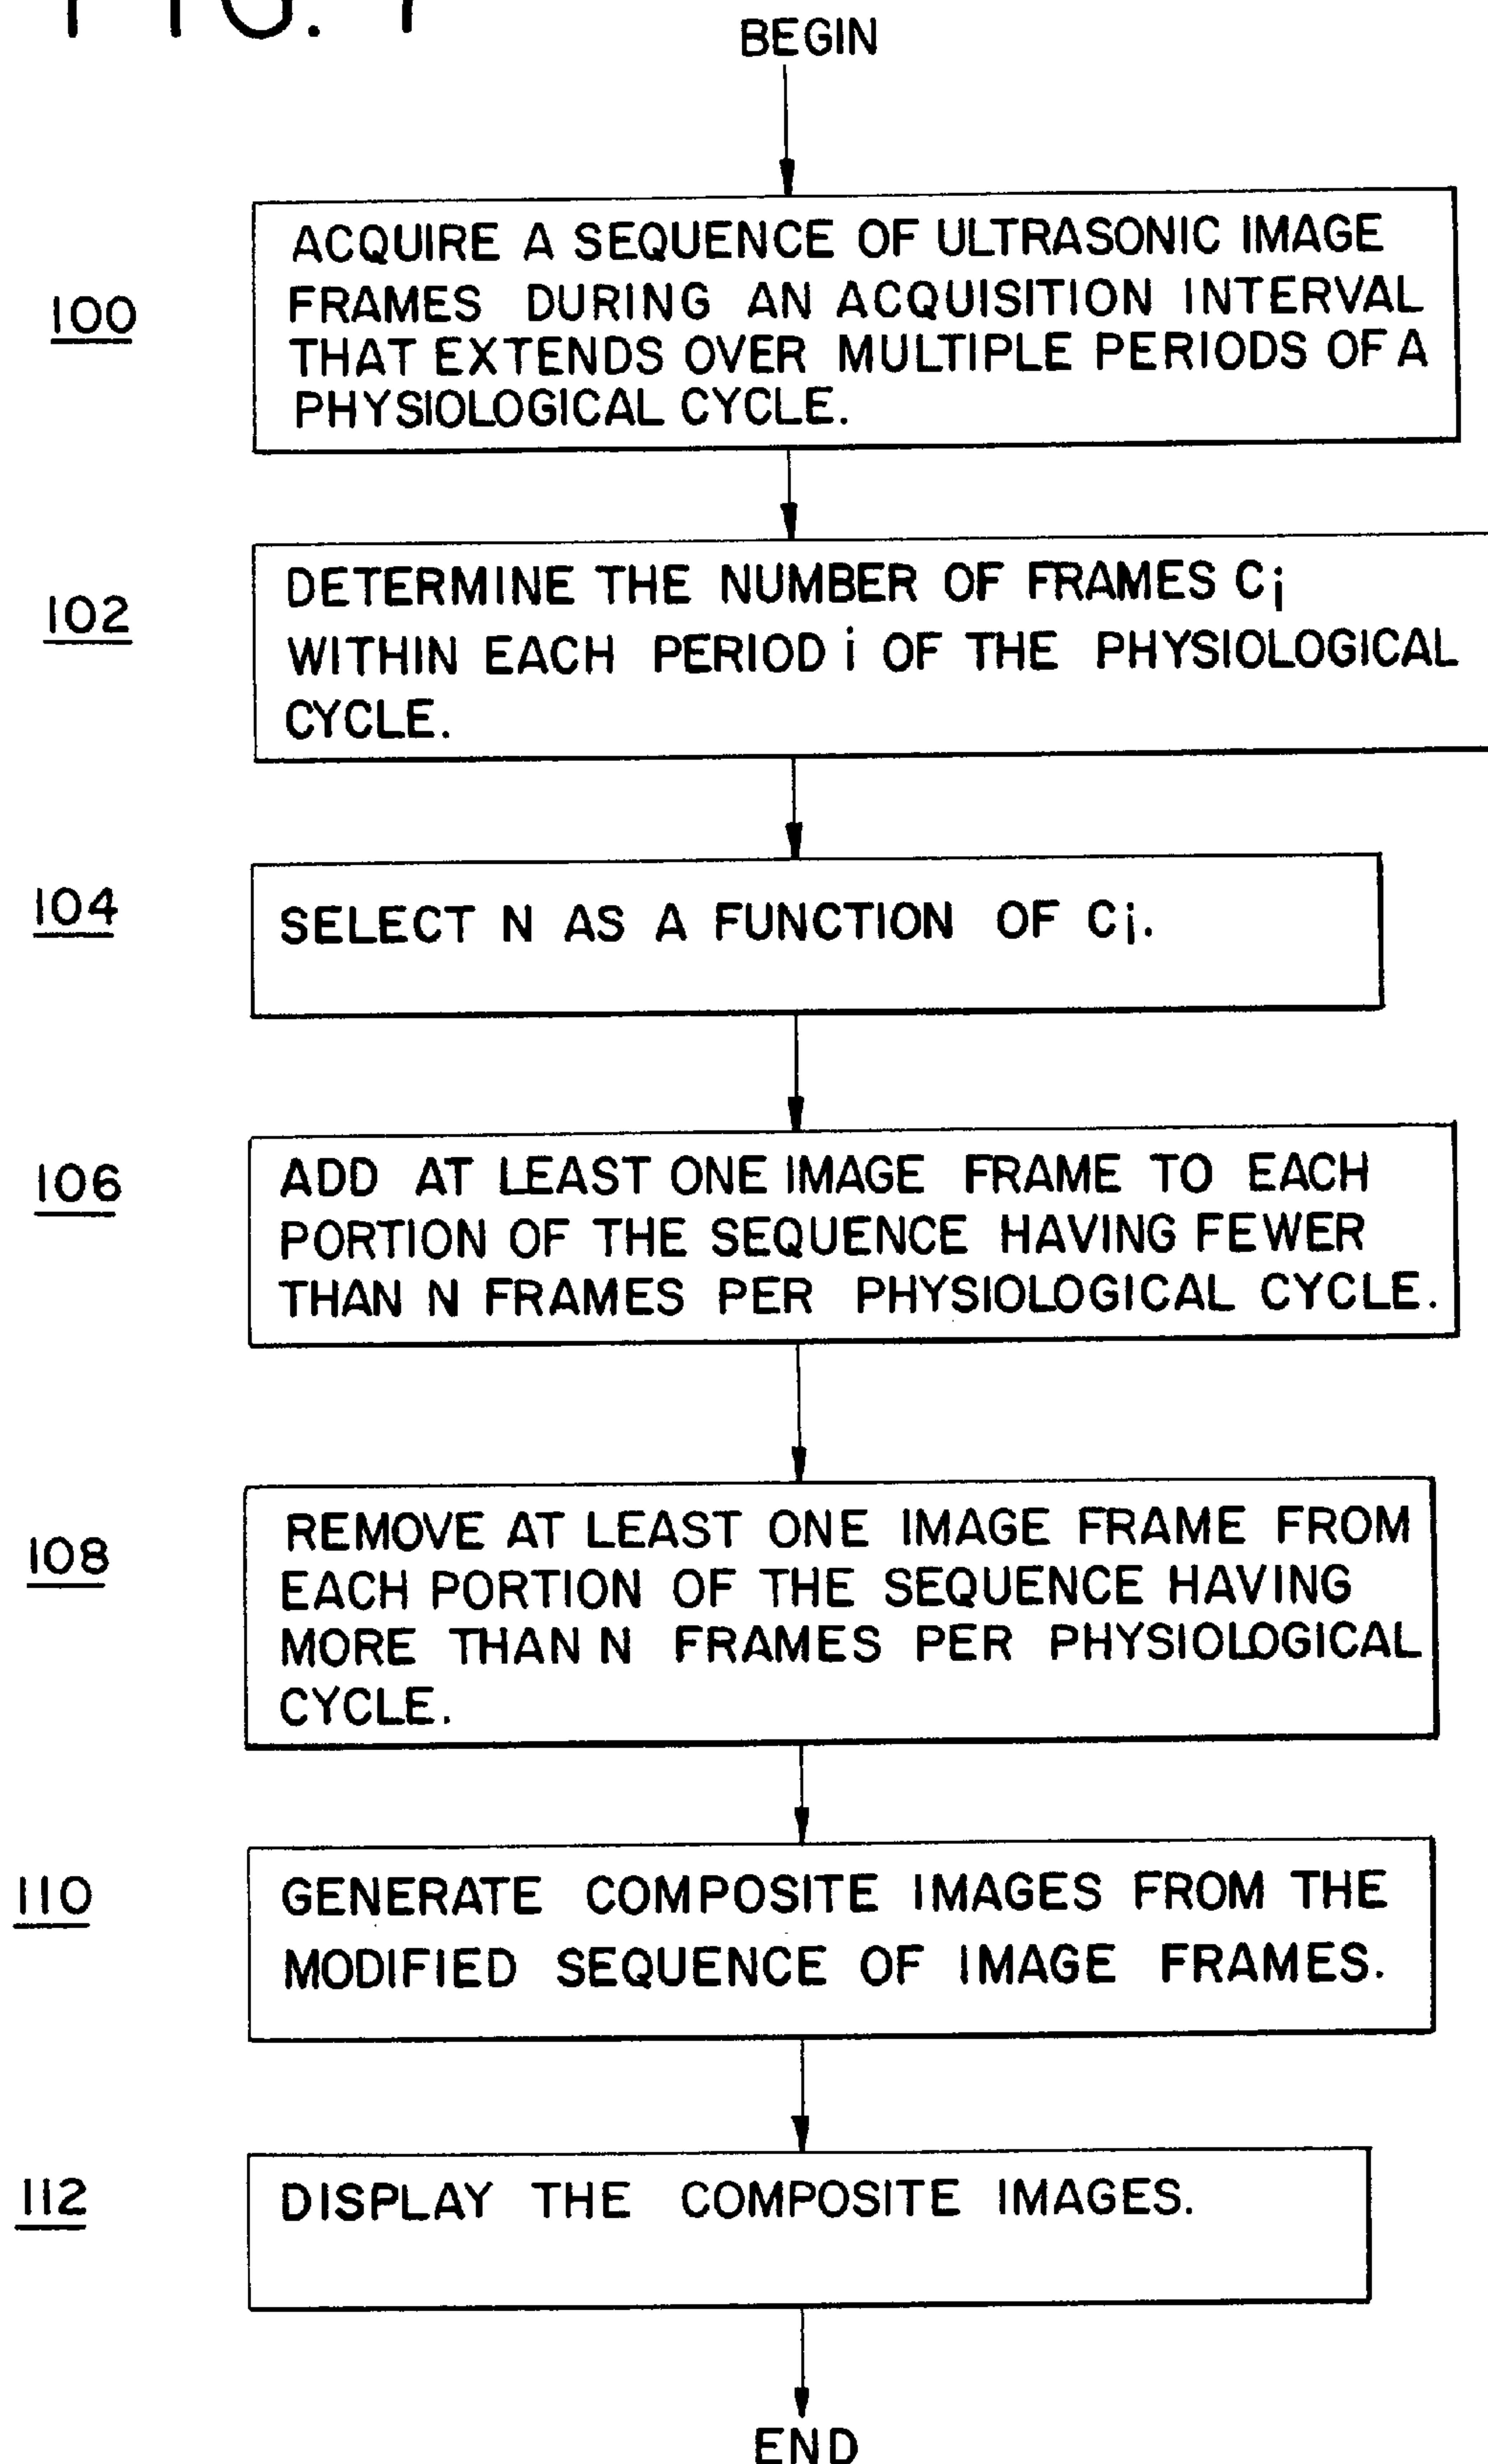 FIG.
BEGIN
100
ACQUIRE A SEQUENCE OF ULTRASONIC IMAGE
FRAMES DURING AN ACQUISITION INTERVAL
THAT EXTENDS OVER MULTIPLE PERIODS OF A
PHYSIOLOGICAL CYCLE.
102
DETERMINE THE NUMBER OF FRAMES Ci
WITHIN EACH PERIOD i OF THE PHYSIOLOGICAL
CYCLE.
104
SELECT N AS A FUNCTION OF Ci.
106
ADD AT LEAST ONE IMAGE FRAME TO EACH
PORTION OF THE SEQUENCE HAVING FEWER
THAN N FRAMES PER PHYSIOLOGICAL CYCLE.
108
REMOVE AT LEAST ONE IMAGE FRAME FROM
EACH PORTION OF THE SEQUENCE HAVING
MORE THAN N FRAMES PER PHYSIOLOGICAL
CYCLE.
110
GENERATE COMPOSITE IMAGES FROM THE
MODIFIED SEQUENCE OF IMAGE FRAMES.
112
DISPLAY THE COMPOSITE IMAGES.
END